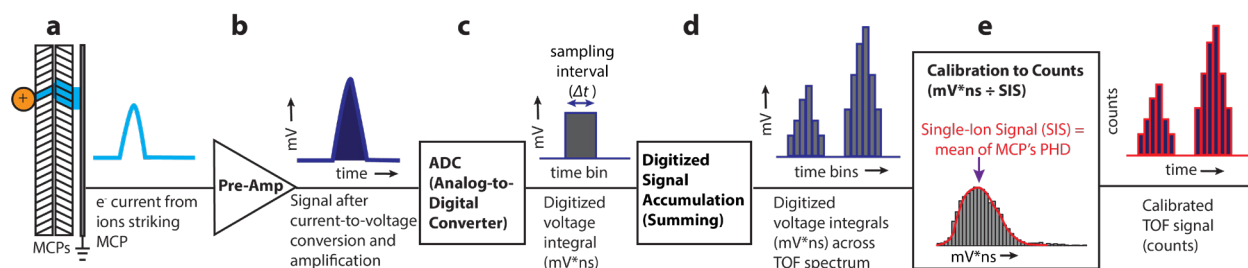 a
+
MCPs
e⁻ current from
ions striking
MCP
b
Pre-Amp
mV
time
Signal after
current-to-voltage
conversion and
amplification
c
ADC
(Analog-to-
Digital
Converter)
sampling
interval
(Δt)
mV
time bin
Digitized
voltage
integral
(mV*ns)
d
Digitized
Signal
Accumulation
(Summing)
mV
time bins
Digitized
voltage integrals
(mV*ns) across
TOF spectrum
e
Calibration to Counts
(mV*ns ÷ SIS)
Single-Ion Signal (SIS) =
mean of MCP's PHD
mV*ns
counts
time
Calibrated
TOF signal
(counts)